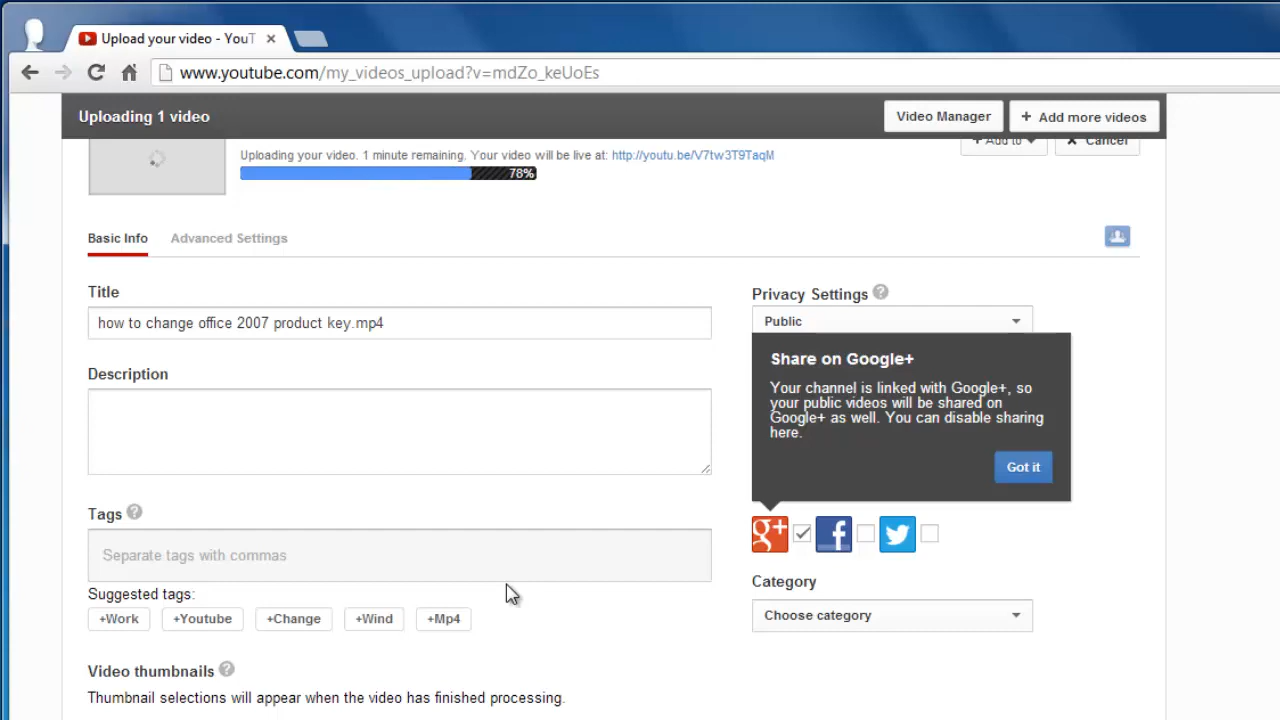 Upload your video - YouT
www.youtube.com/my_videos_upload?v=mdZo_keUoEs
Uploading 1 video
Video Manager
+ Add more videos
Uploading your video. 1 minute remaining. Your video will be live at: http://youtu.be/V7tw3T9TaqM
+ Add to
Cancel
78%
Basic Info
Advanced Settings
Title
how to change office 2007 product key.mp4
Description
Tags
Separate tags with commas
Suggested tags:
+Work
+Youtube
+Change
+Wind
+Mp4
Video thumbnails
Thumbnail selections will appear when the video has finished processing.
Privacy Settings
Public
Share on Google+
Your channel is linked with Google+, so
your public videos will be shared on
Google+ as well. You can disable sharing
here.
Got it
Category
Choose category